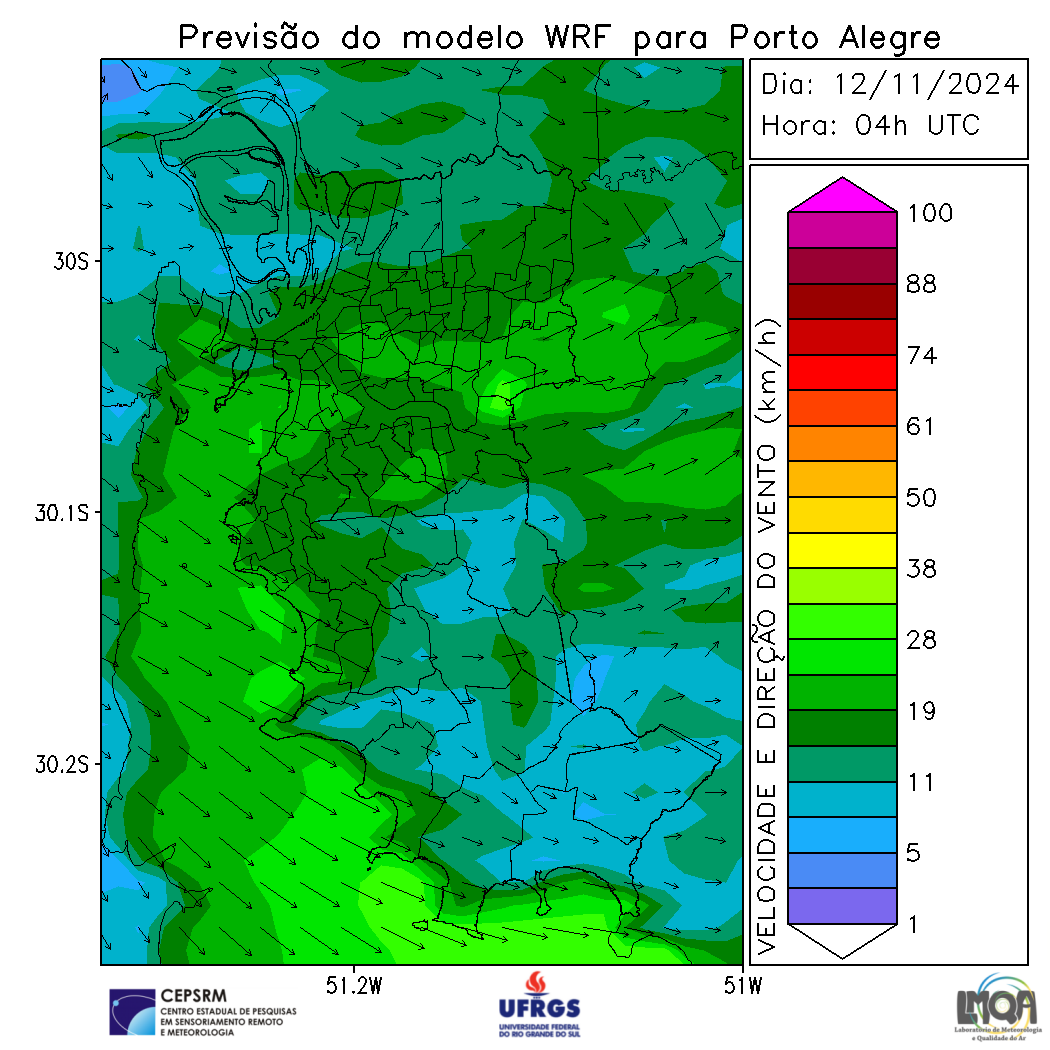 Previsão do modelo WRF para Porto Alegre
Dia: 12/11/2024
Hora: 04h UTC
30S
30.1S
30.2S
51.2W
51W
VELOCIDADE E DIREÇÃO DO VENTO (km/h)
100
88
74
61
50
38
28
19
11
5
1
CEPSRM
CENTRO ESTADUAL DE PESQUISAS
EM SENSORIAMENTO REMOTO
E METEOROLOGIA
UFRGS
UNIVERSIDADE FEDERAL
DO RIO GRANDE DO SUL
LMQA
Laboratório de Meteorologia
e Qualidade do Ar